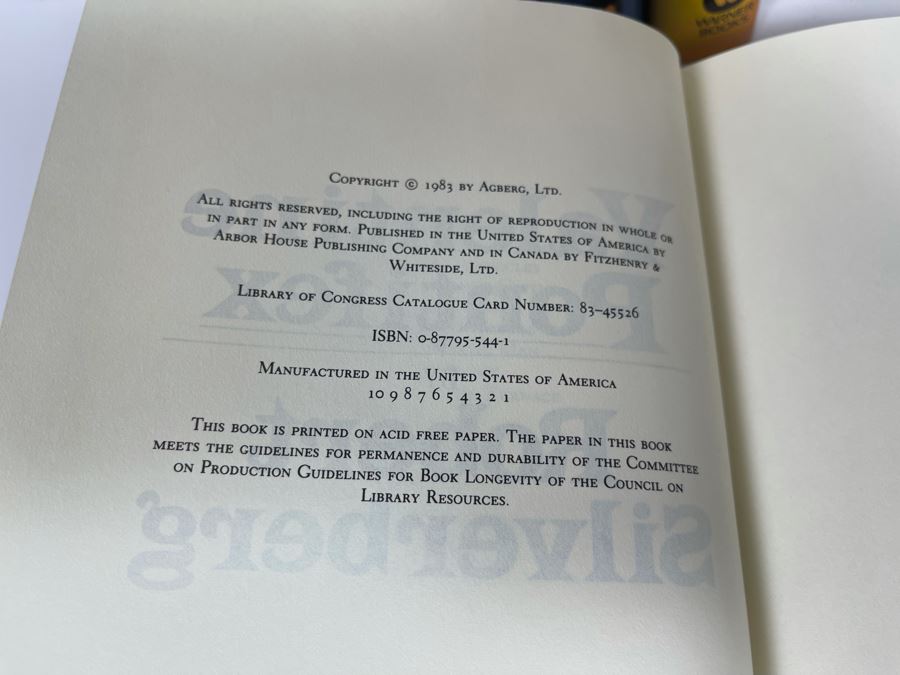 WARNER
BOOKS
Copyright © 1983 by Agberg, Ltd.
All rights reserved, including the right of reproduction in whole or
in part in any form. Published in the United States of America by
Arbor House Publishing Company and in Canada by Fitzhenry &
Whiteside, Ltd.
Library of Congress Catalogue Card Number: 83–45526
ISBN: 0-87795-544-1
Manufactured in the United States of America
10 9 8 7 6 5 4 3 2 1
This book is printed on acid free paper. The paper in this book
meets the guidelines for permanence and durability of the Committee
on Production Guidelines for Book Longevity of the Council on
Library Resources.
Pontifex
Robert
Silverberg